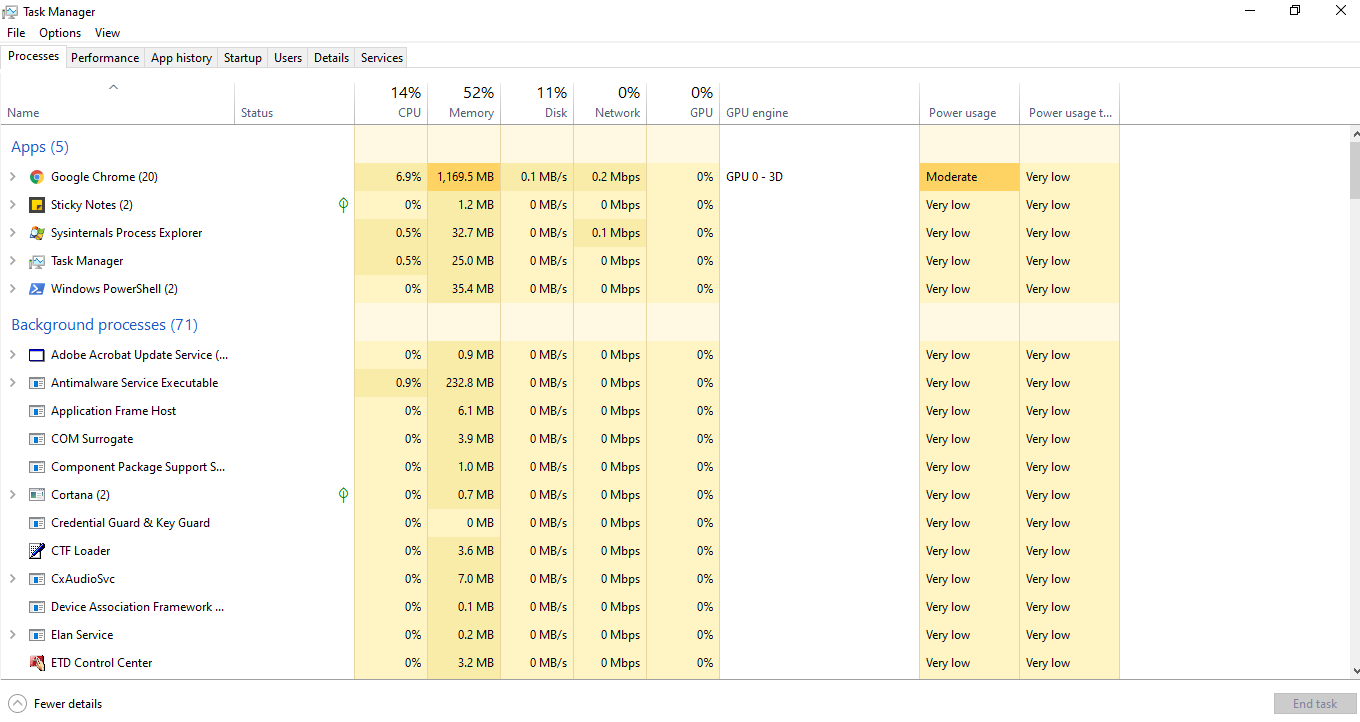 Task Manager
File Options View
Processes Performance App history Startup Users Details Services
14% 52% 11% 0% 0%
Name Status CPU Memory Disk Network GPU GPU engine Power usage Power usage t...
Apps (5)
Google Chrome (20) 6.9% 1,169.5 MB 0.1 MB/s 0.2 Mbps 0% GPU 0 - 3D Moderate Very low
Sticky Notes (2) 0% 1.2 MB 0 MB/s 0 Mbps 0% Very low Very low
Sysinternals Process Explorer 0.5% 32.7 MB 0 MB/s 0.1 Mbps 0% Very low Very low
Task Manager 0.5% 25.0 MB 0 MB/s 0 Mbps 0% Very low Very low
Windows PowerShell (2) 0% 35.4 MB 0 MB/s 0 Mbps 0% Very low Very low
Background processes (71)
Adobe Acrobat Update Service (... 0% 0.9 MB 0 MB/s 0 Mbps 0% Very low Very low
Antimalware Service Executable 0.9% 232.8 MB 0 MB/s 0 Mbps 0% Very low Very low
Application Frame Host 0% 6.1 MB 0 MB/s 0 Mbps 0% Very low Very low
COM Surrogate 0% 3.9 MB 0 MB/s 0 Mbps 0% Very low Very low
Component Package Support S... 0% 1.0 MB 0 MB/s 0 Mbps 0% Very low Very low
Cortana (2) 0% 0.7 MB 0 MB/s 0 Mbps 0% Very low Very low
Credential Guard & Key Guard 0% 0 MB 0 MB/s 0 Mbps 0% Very low Very low
CTF Loader 0% 3.6 MB 0 MB/s 0 Mbps 0% Very low Very low
CxAudioSvc 0% 7.0 MB 0 MB/s 0 Mbps 0% Very low Very low
Device Association Framework ... 0% 0.1 MB 0 MB/s 0 Mbps 0% Very low Very low
Elan Service 0% 0.2 MB 0 MB/s 0 Mbps 0% Very low Very low
ETD Control Center 0% 3.2 MB 0 MB/s 0 Mbps 0% Very low Very low
Fewer details End task